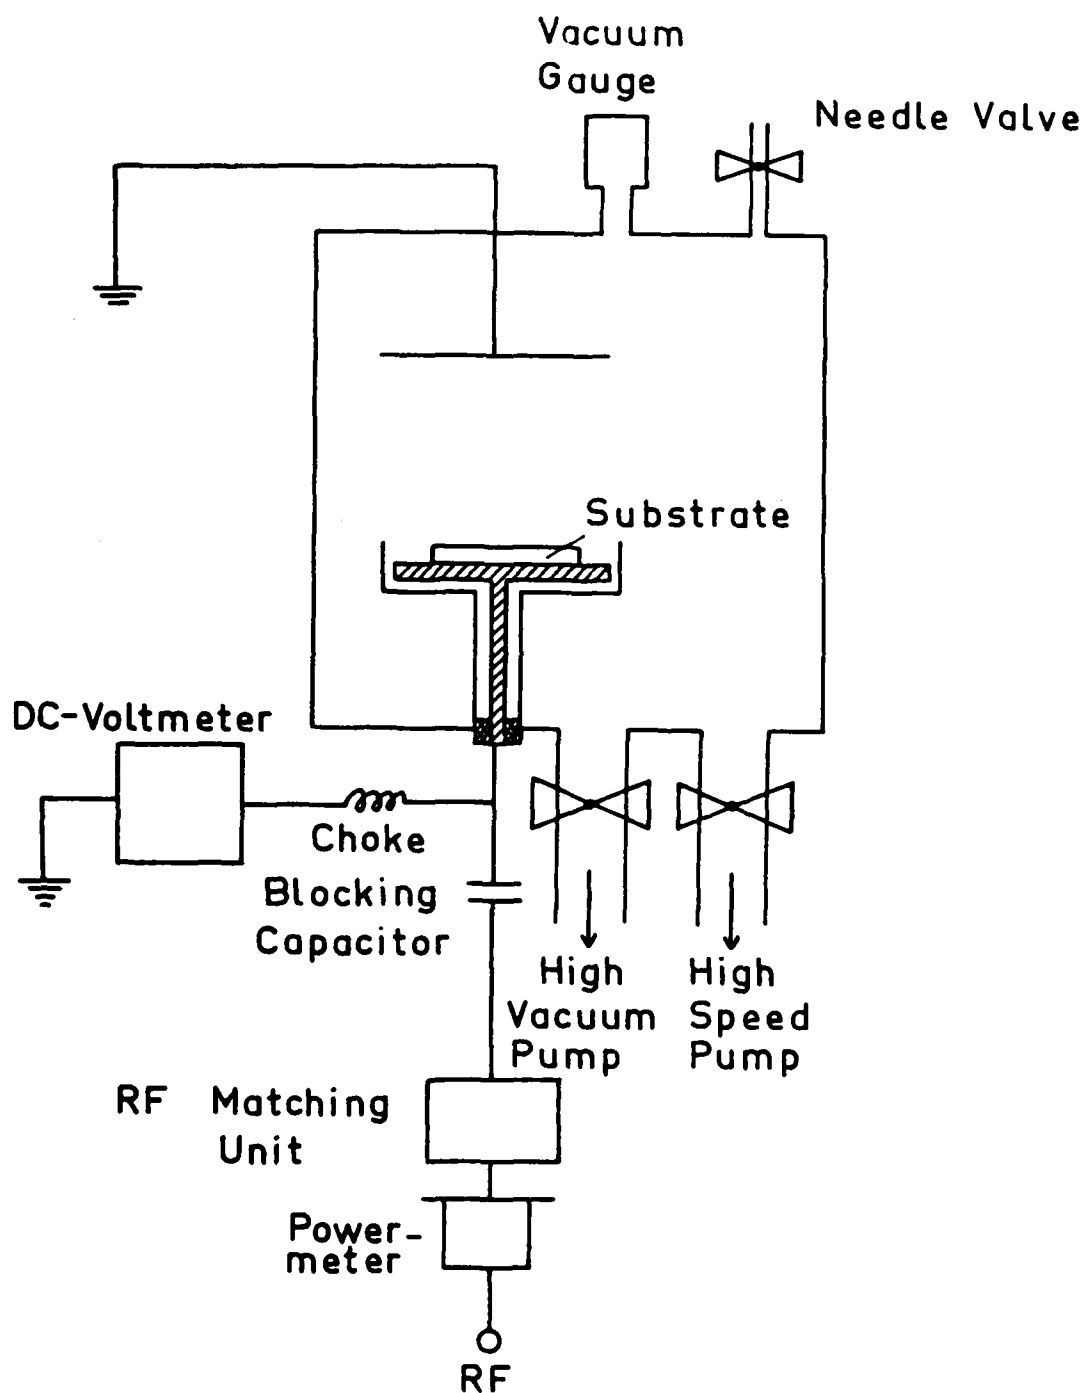 Vacuum
Gauge
Needle Valve
Substrate
DC-Voltmeter
Choke
Blocking
Capacitor
High
Vacuum
Pump
High
Speed
Pump
RF Matching
Unit
Power-
meter
RF